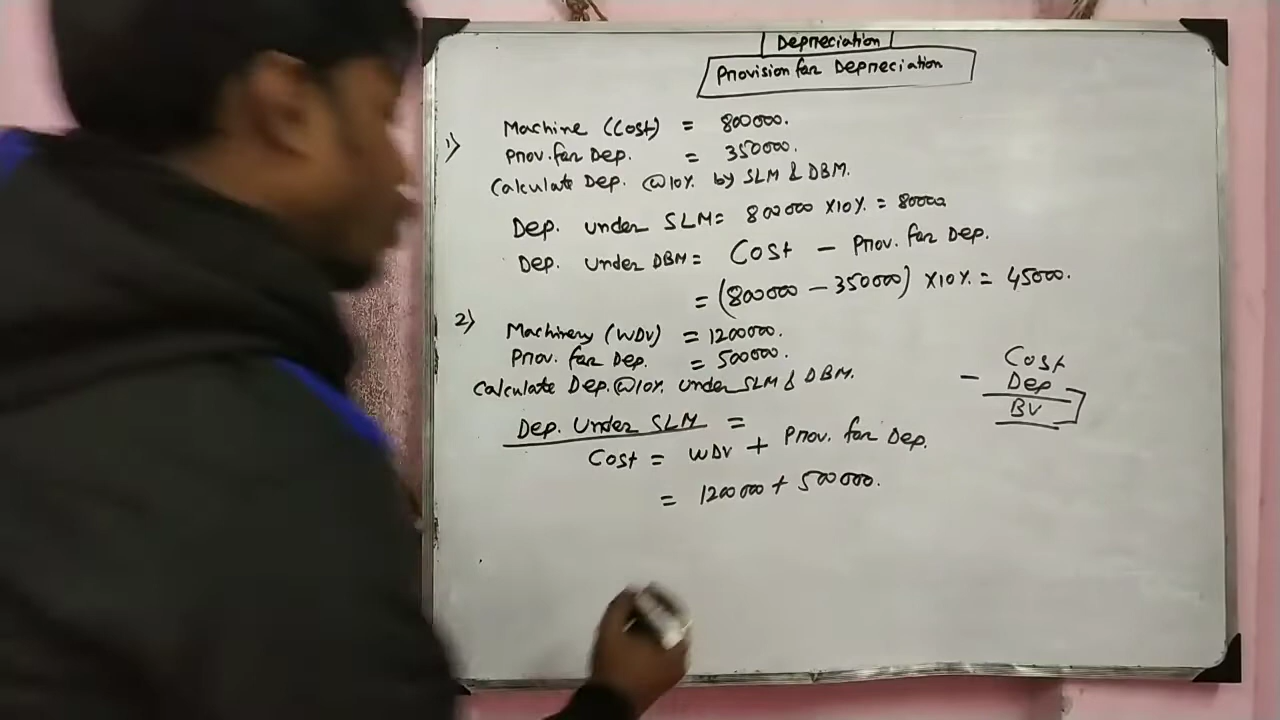 Depreciation
Provision for Depreciation
1) Machine (Cost) = 800000.
Prov. for Dep. = 350000.
Calculate Dep. @10% by SLM & DBM.
Dep. under SLM = 800000 x10% = 80000
Dep. under DBM = Cost - Prov. for Dep.
= (800000 - 350000) x10% = 45000.
2) Machinery (WDV) = 1200000.
Prov. for Dep. = 500000.
Calculate Dep. @10% under SLM & DBM.
Dep. Under SLM =
Cost = WDV + Prov. for Dep.
= 1200000 + 500000.
Cost
- Dep
BV